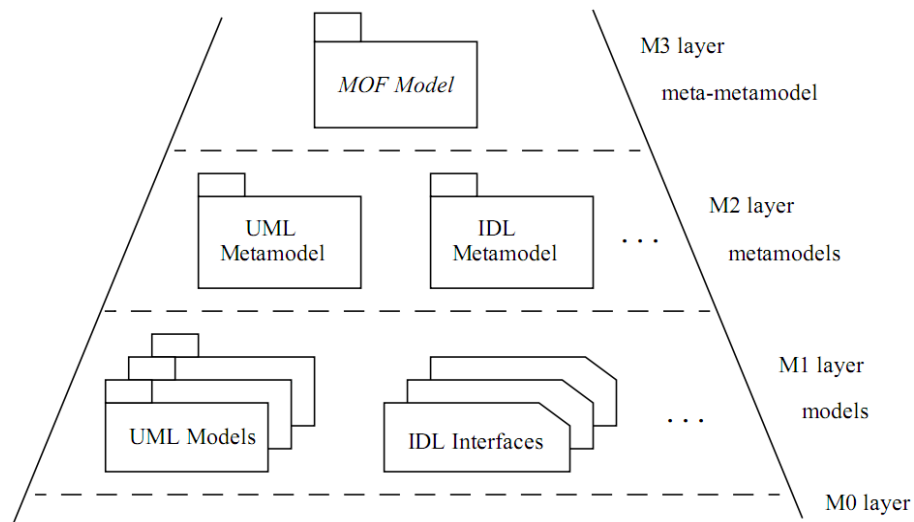 M3 layer
MOF Model
meta-metamodel
M2 layer
UML
Metamodel
IDL
Metamodel
. . .
metamodels
M1 layer
models
UML Models
IDL Interfaces
. . .
M0 layer